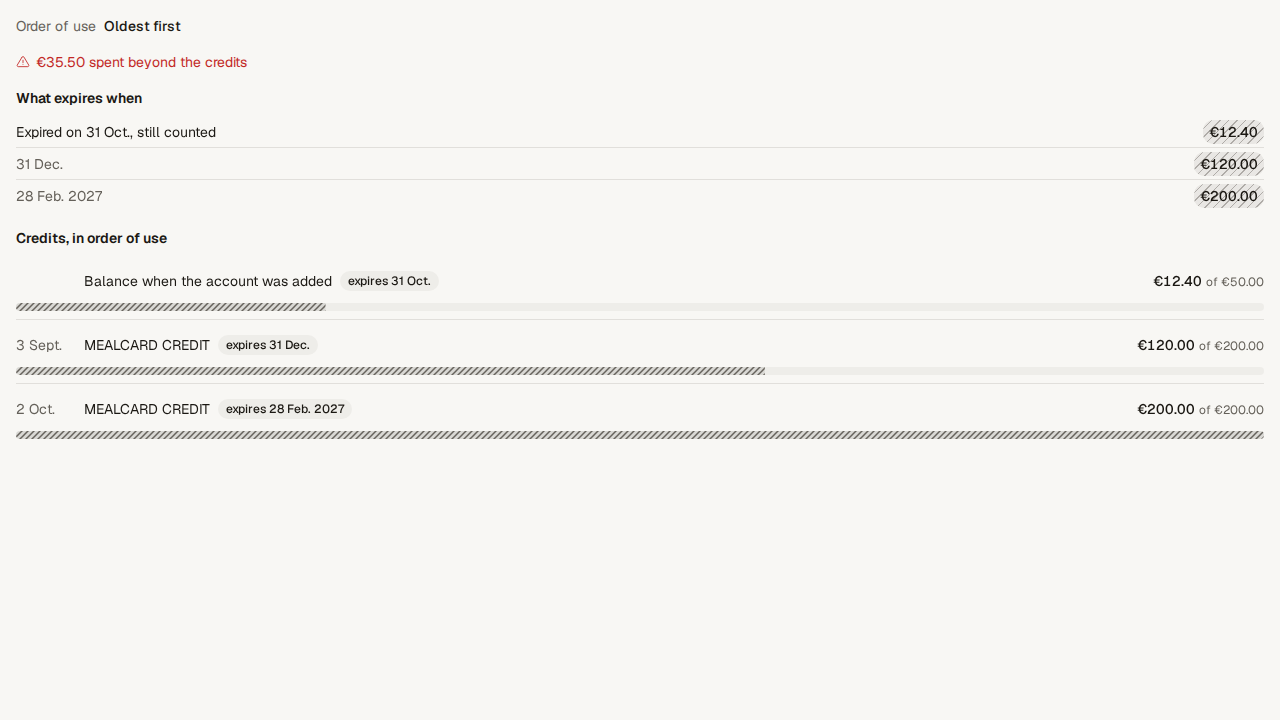 Order of use Oldest first
€35.50 spent beyond the credits
What expires when
Expired on 31 Oct., still counted €12.40
31 Dec. €120.00
28 Feb. 2027 €200.00
Credits, in order of use
Balance when the account was added expires 31 Oct. €12.40 of €50.00
3 Sept. MEALCARD CREDIT expires 31 Dec. €120.00 of €200.00
2 Oct. MEALCARD CREDIT expires 28 Feb. 2027 €200.00 of €200.00